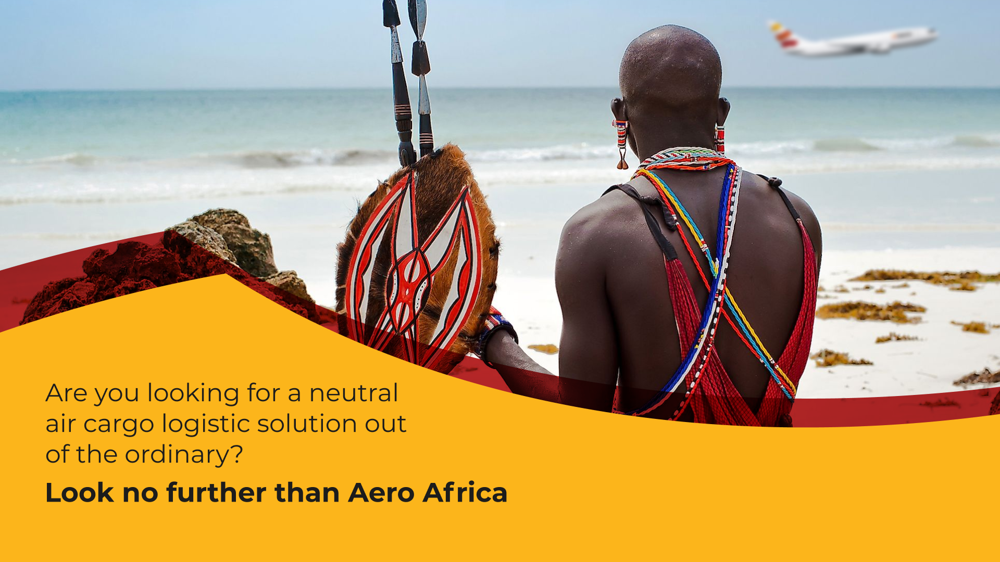 Are you looking for a neutral
air cargo logistic solution out
of the ordinary?
Look no further than Aero Africa